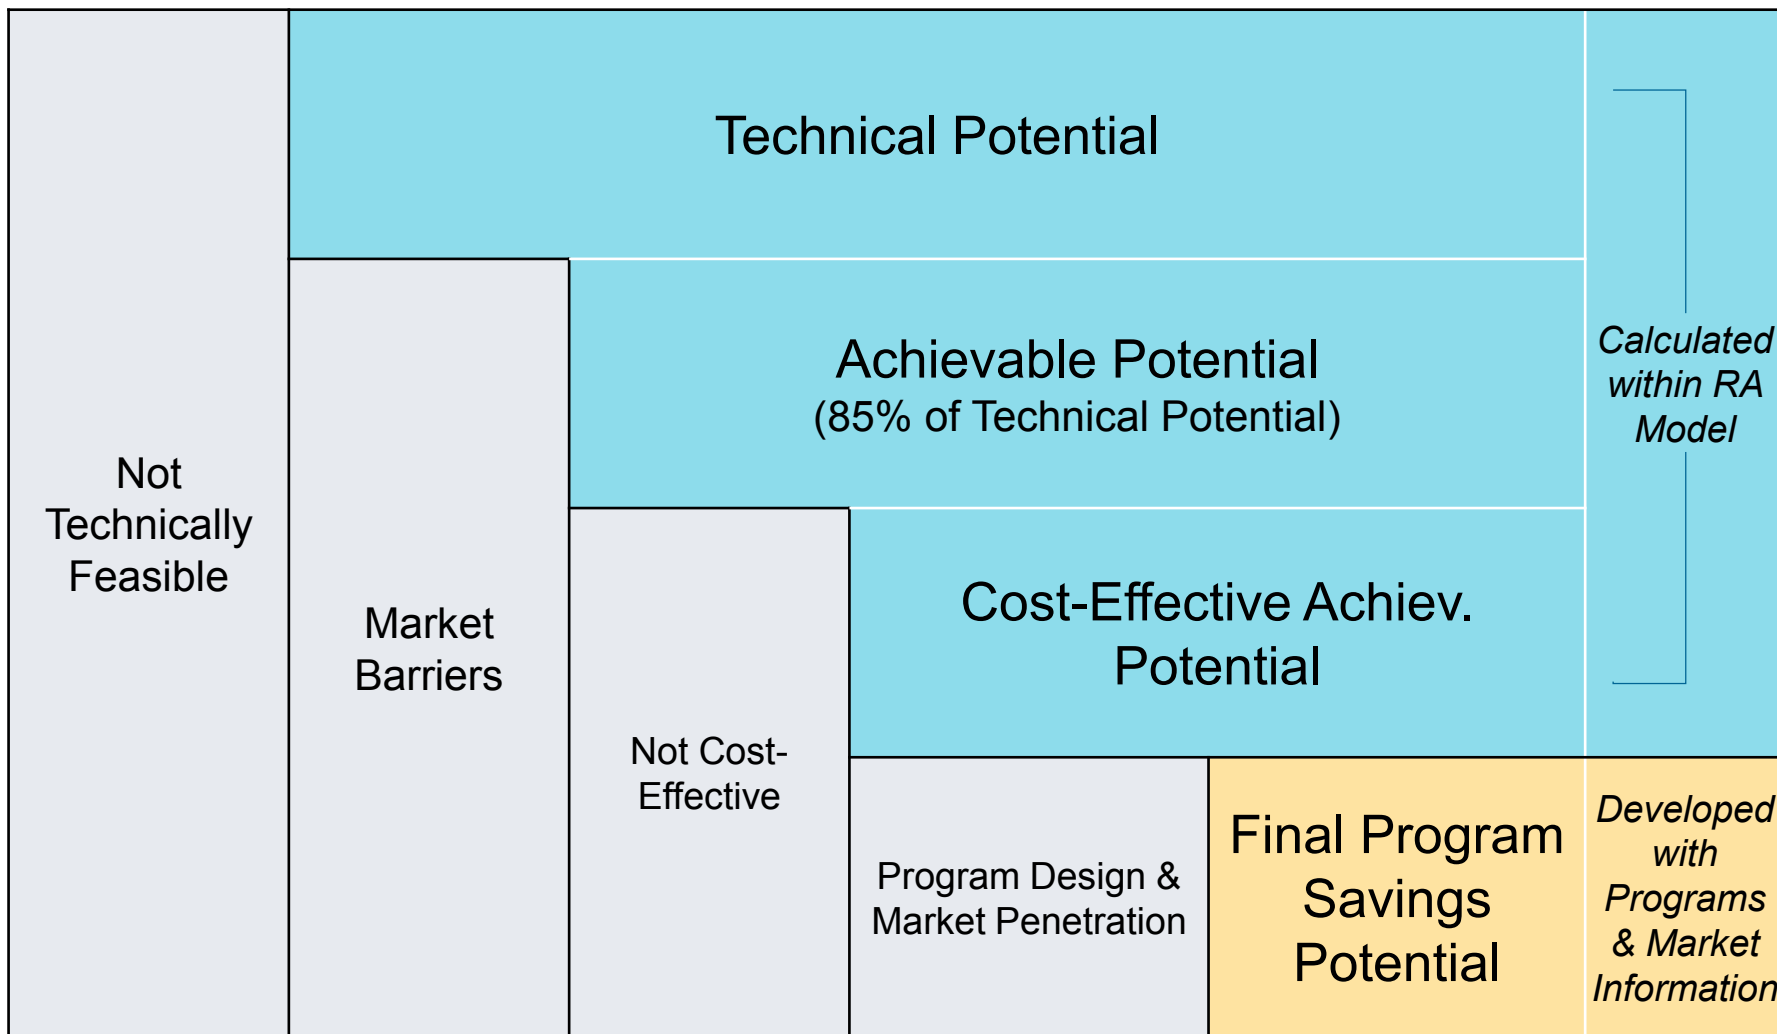 Technical Potential
Achievable Potential
(85% of Technical Potential)
Calculated
within RA
Model
Not
Technically
Feasible
Market
Barriers
Cost-Effective Achiev.
Potential
Not Cost-
Effective
Program Design &
Market Penetration
Final Program
Savings
Potential
Developed
with
Programs
& Market
Information